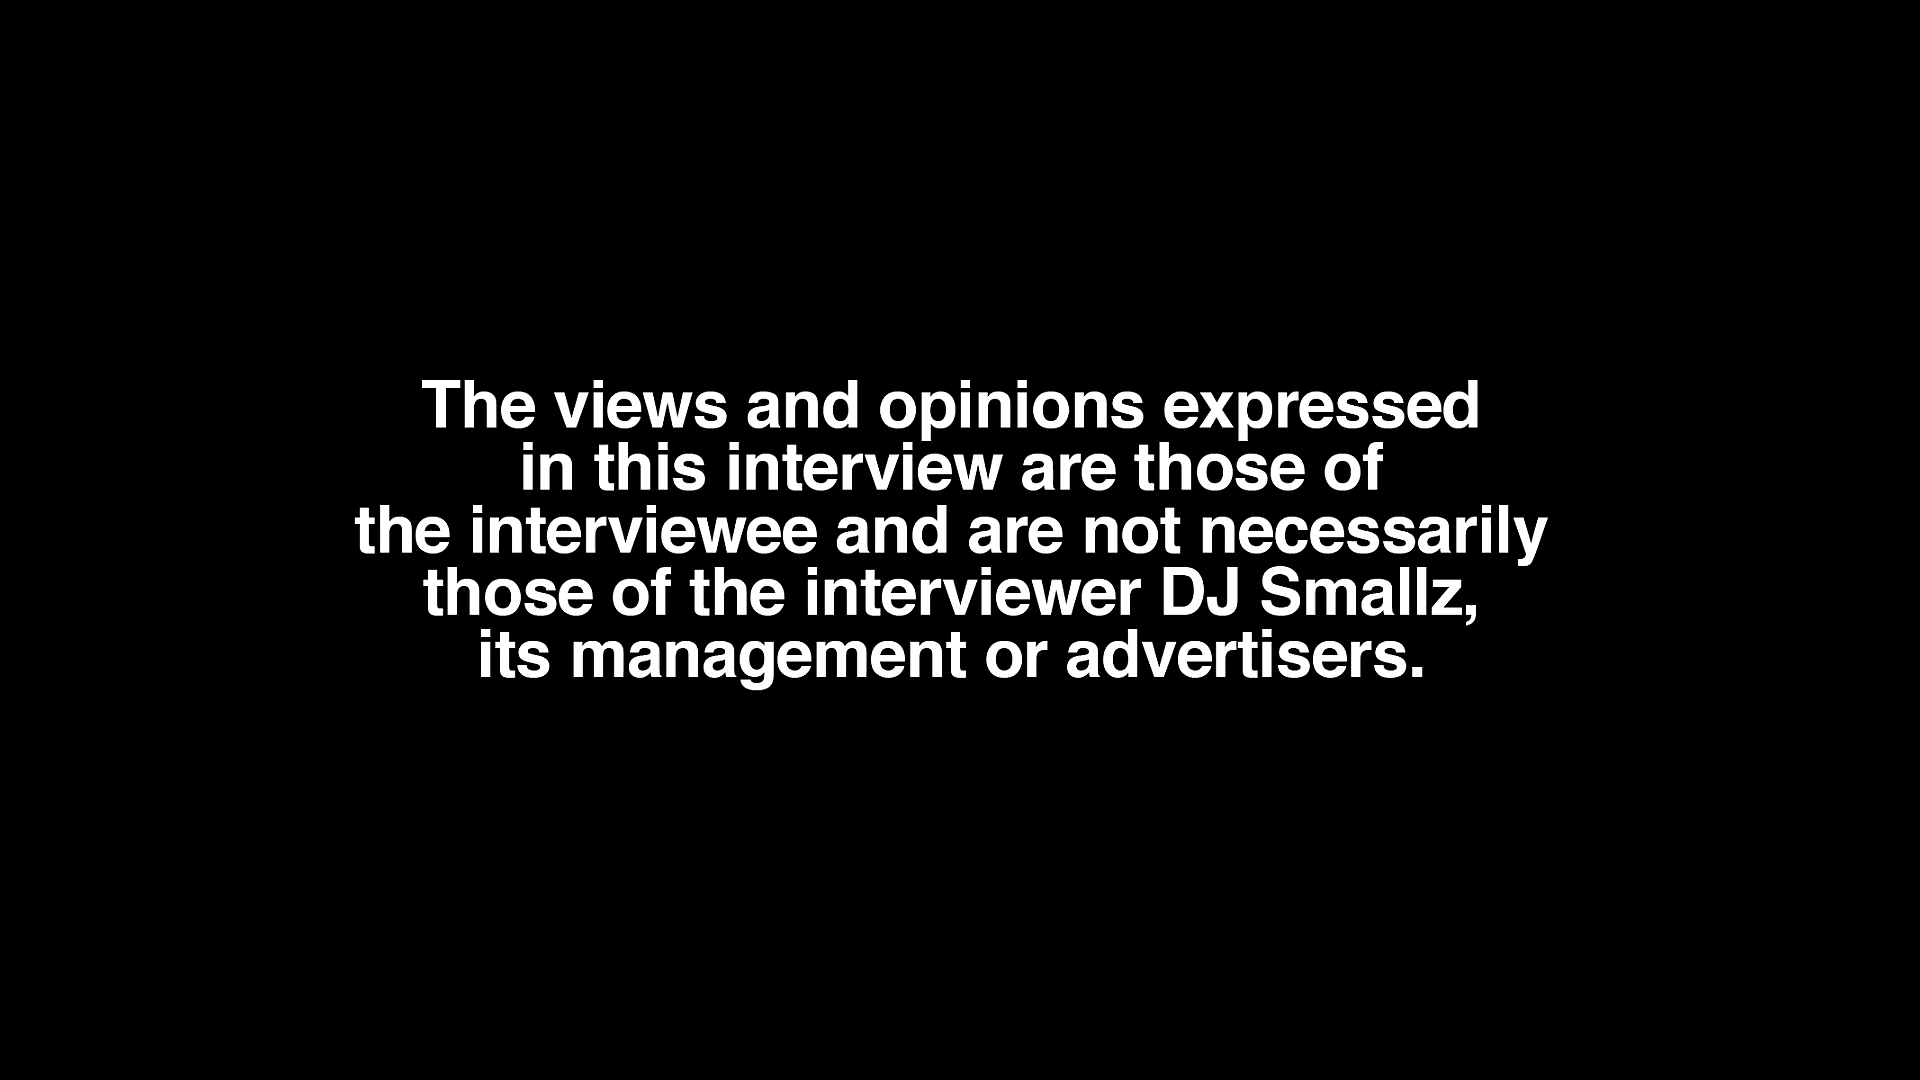 The views and opinions expressed
in this interview are those of
the interviewee and are not necessarily
those of the interviewer DJ Smallz,
its management or advertisers.